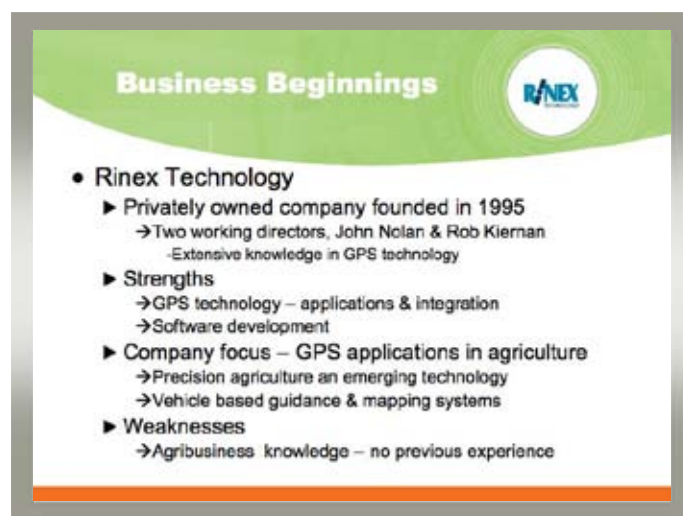 Business Beginnings
RINEX
TECHNOLOGY
● Rinex Technology
► Privately owned company founded in 1995
→Two working directors, John Nolan & Rob Kiernan
-Extensive knowledge in GPS technology
► Strengths
→GPS technology – applications & integration
→Software development
► Company focus – GPS applications in agriculture
→Precision agriculture an emerging technology
→Vehicle based guidance & mapping systems
► Weaknesses
→Agribusiness knowledge – no previous experience